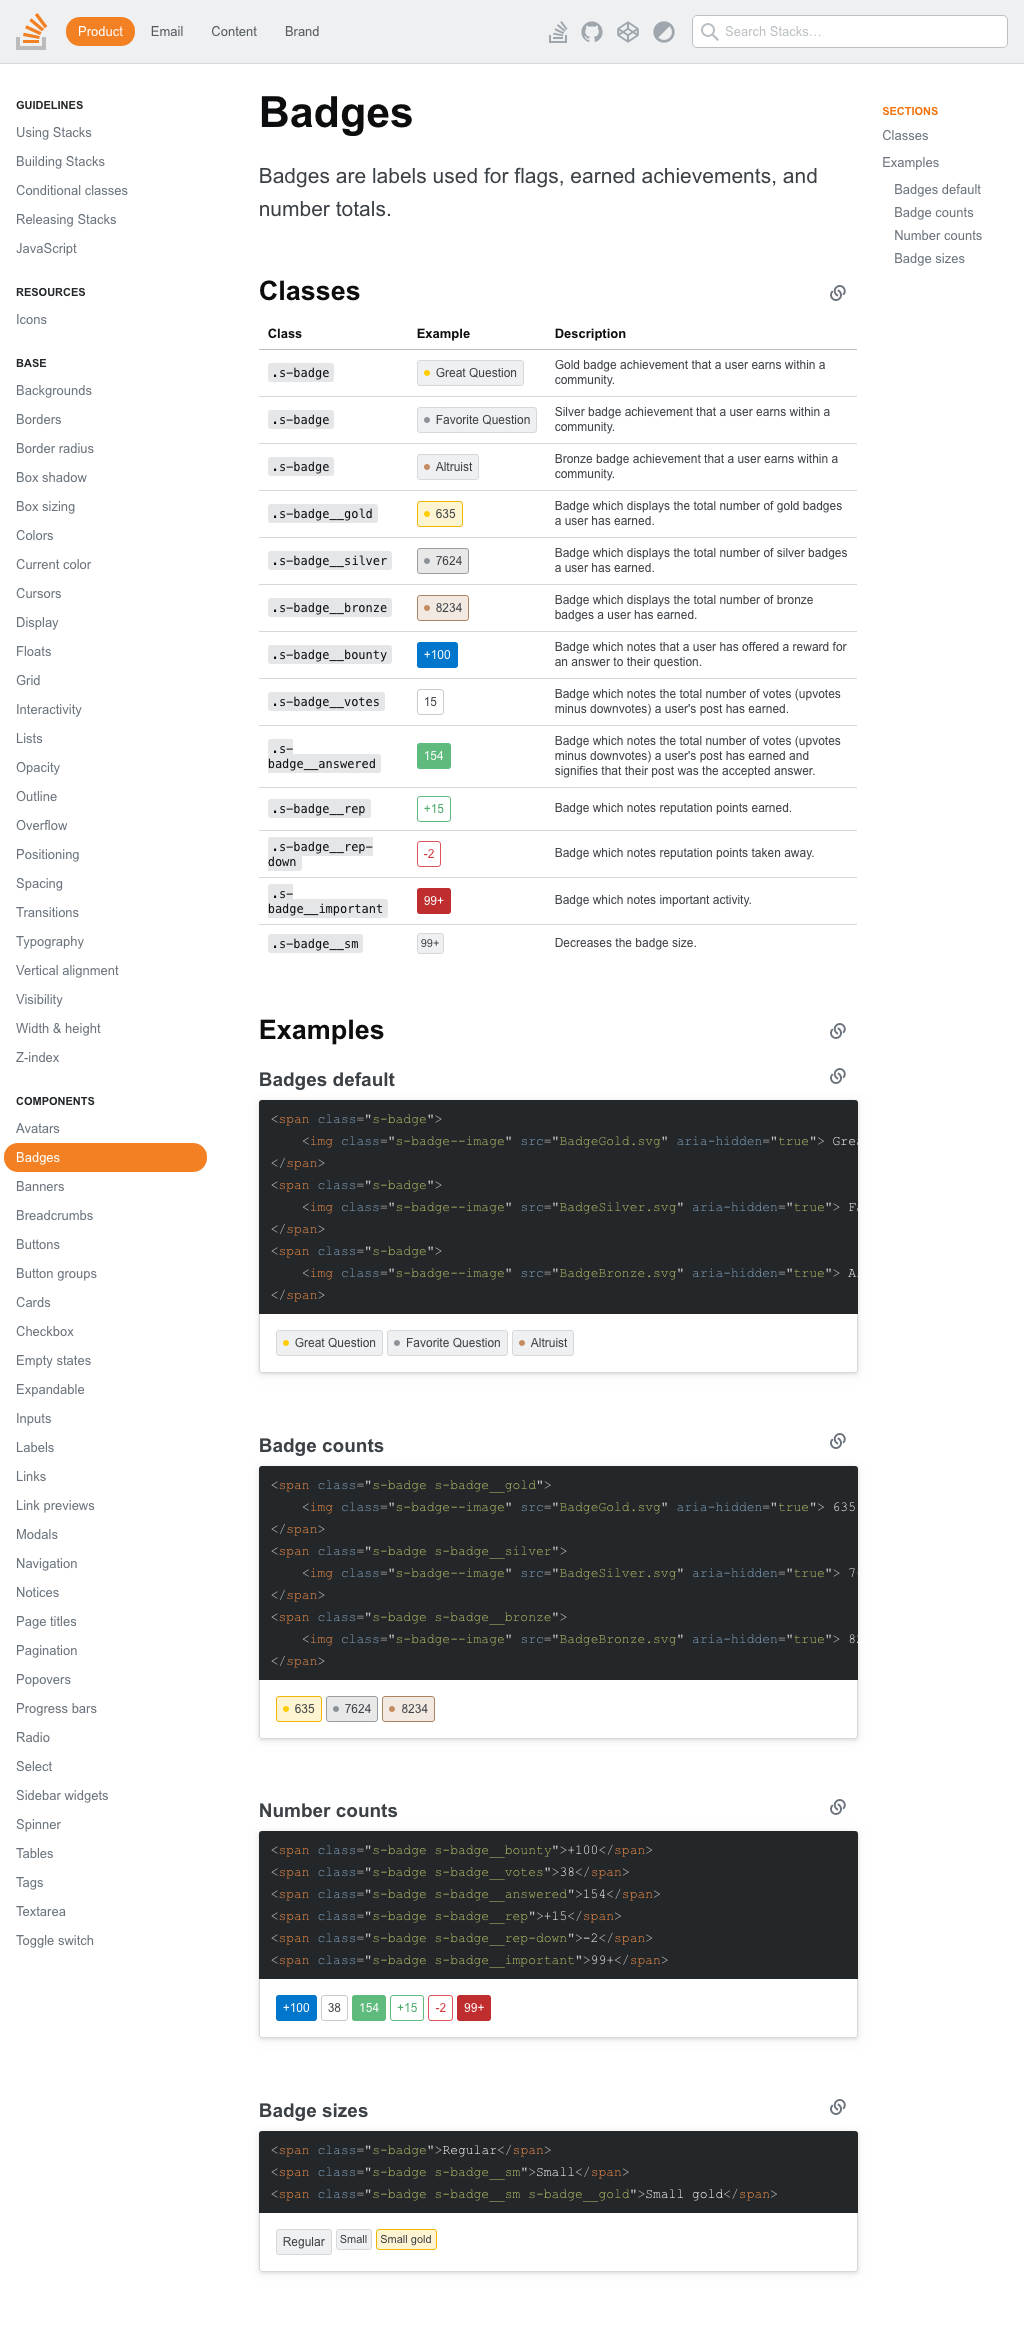 Product
Email
Content
Brand
Search Stacks…
GUIDELINES
Using Stacks
Building Stacks
Conditional classes
Releasing Stacks
JavaScript
RESOURCES
Icons
BASE
Backgrounds
Borders
Border radius
Box shadow
Box sizing
Colors
Current color
Cursors
Display
Floats
Grid
Interactivity
Lists
Opacity
Outline
Overflow
Positioning
Spacing
Transitions
Typography
Vertical alignment
Visibility
Width & height
Z-index
COMPONENTS
Avatars
Badges
Banners
Breadcrumbs
Buttons
Button groups
Cards
Checkbox
Empty states
Expandable
Inputs
Labels
Links
Link previews
Modals
Navigation
Notices
Page titles
Pagination
Popovers
Progress bars
Radio
Select
Sidebar widgets
Spinner
Tables
Tags
Textarea
Toggle switch
Badges
Badges are labels used for flags, earned achievements, and
number totals.
Classes
Class Example Description
.s-badge Great Question Gold badge achievement that a user earns within a
community.
.s-badge Favorite Question Silver badge achievement that a user earns within a
community.
.s-badge Altruist Bronze badge achievement that a user earns within a
community.
.s-badge__gold 635 Badge which displays the total number of gold badges
a user has earned.
.s-badge__silver 7624 Badge which displays the total number of silver badges
a user has earned.
.s-badge__bronze 8234 Badge which displays the total number of bronze
badges a user has earned.
.s-badge__bounty +100 Badge which notes that a user has offered a reward for
an answer to their question.
.s-badge__votes 15 Badge which notes the total number of votes (upvotes
minus downvotes) a user's post has earned.
.s-
badge__answered 154 Badge which notes the total number of votes (upvotes
minus downvotes) a user's post has earned and
signifies that their post was the accepted answer.
.s-badge__rep +15 Badge which notes reputation points earned.
.s-badge__rep-
down -2 Badge which notes reputation points taken away.
.s-
badge__important 99+ Badge which notes important activity.
.s-badge__sm 99+ Decreases the badge size.
Examples
Badges default
<span class="s-badge">
<img class="s-badge--image" src="BadgeGold.svg" aria-hidden="true"> Grea
</span>
<span class="s-badge">
<img class="s-badge--image" src="BadgeSilver.svg" aria-hidden="true"> Fa
</span>
<span class="s-badge">
<img class="s-badge--image" src="BadgeBronze.svg" aria-hidden="true"> A
</span>
Great Question Favorite Question Altruist
Badge counts
<span class="s-badge s-badge__gold">
<img class="s-badge--image" src="BadgeGold.svg" aria-hidden="true"> 635
</span>
<span class="s-badge s-badge__silver">
<img class="s-badge--image" src="BadgeSilver.svg" aria-hidden="true"> 7
</span>
<span class="s-badge s-badge__bronze">
<img class="s-badge--image" src="BadgeBronze.svg" aria-hidden="true"> 82
</span>
635 7624 8234
Number counts
<span class="s-badge s-badge__bounty">+100</span>
<span class="s-badge s-badge__votes">38</span>
<span class="s-badge s-badge__answered">154</span>
<span class="s-badge s-badge__rep">+15</span>
<span class="s-badge s-badge__rep-down">-2</span>
<span class="s-badge s-badge__important">99+</span>
+100 38 154 +15 -2 99+
Badge sizes
<span class="s-badge">Regular</span>
<span class="s-badge s-badge__sm">Small</span>
<span class="s-badge s-badge__sm s-badge__gold">Small gold</span>
Regular Small Small gold
SECTIONS
Classes
Examples
Badges default
Badge counts
Number counts
Badge sizes